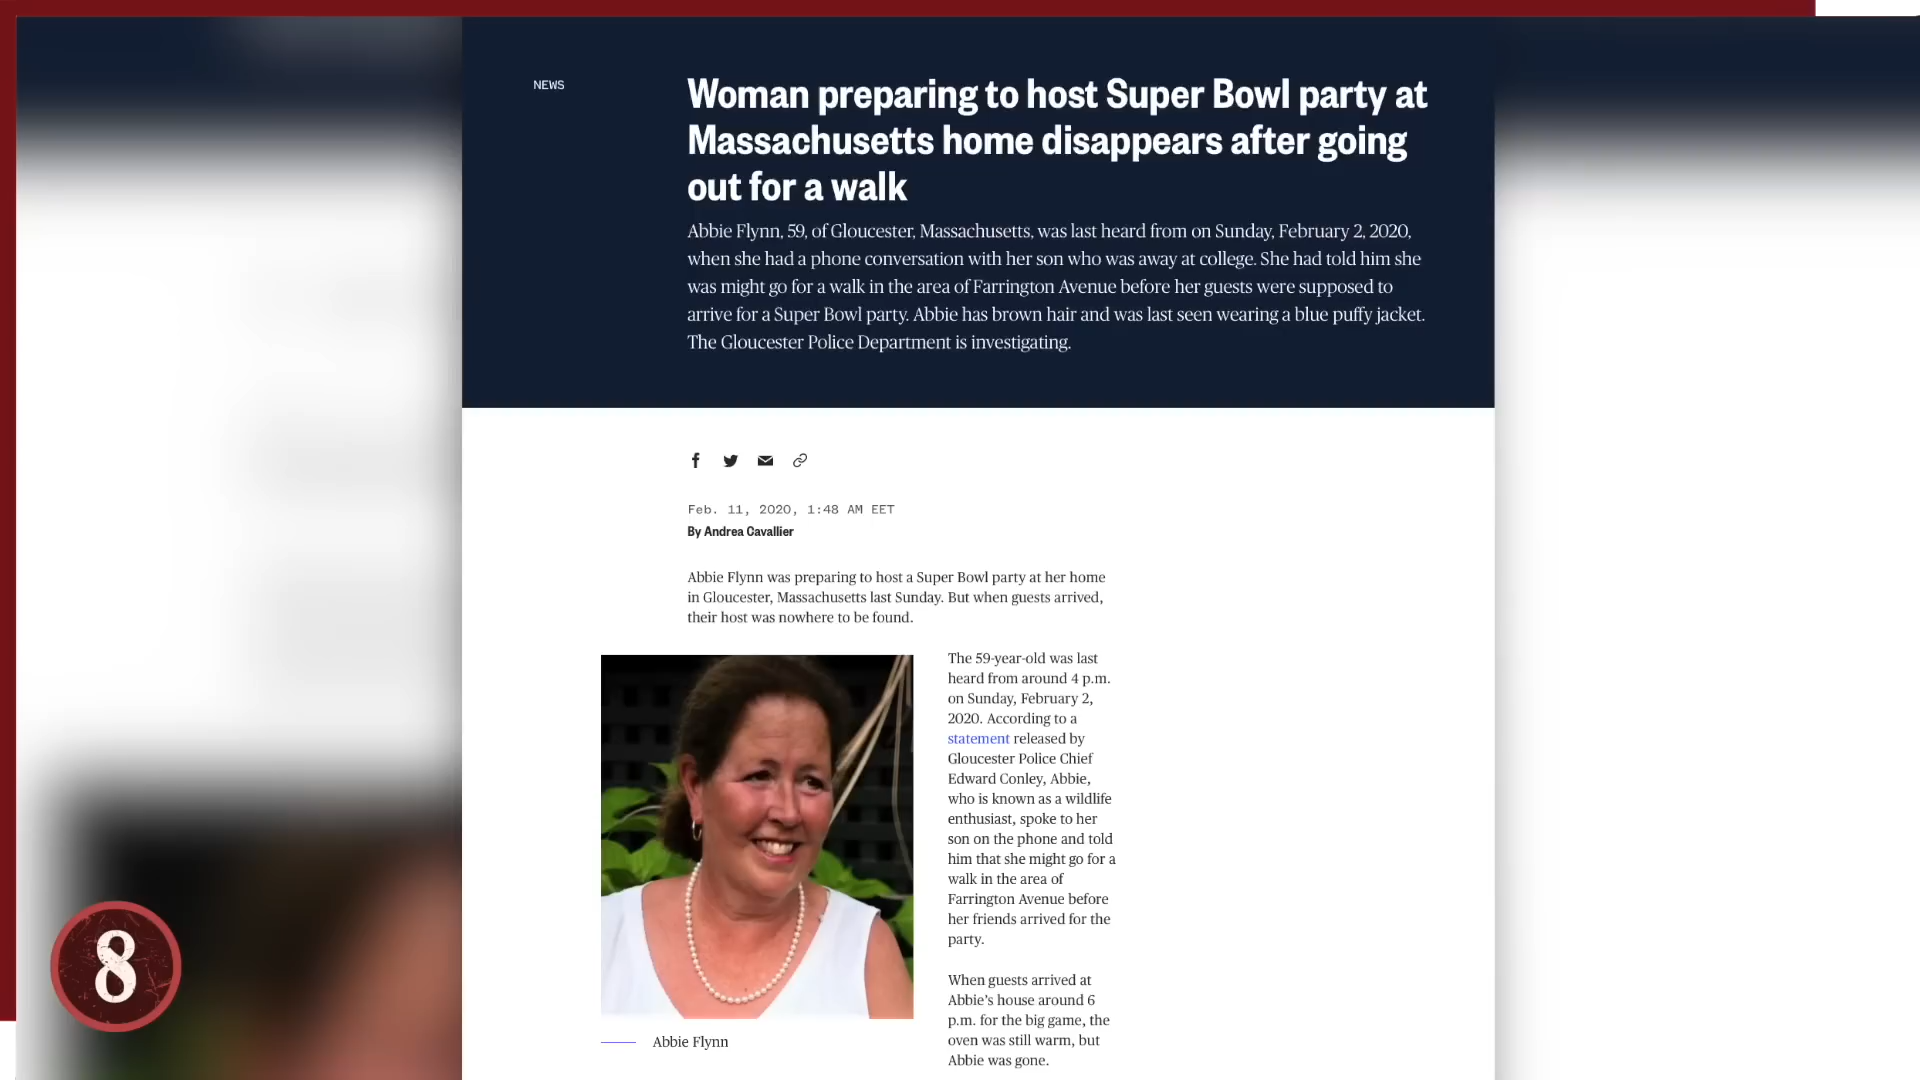 NEWS
Woman preparing to host Super Bowl party at
Massachusetts home disappears after going
out for a walk
Abbie Flynn, 59, of Gloucester, Massachusetts, was last heard from on Sunday, February 2, 2020,
when she had a phone conversation with her son who was away at college. She had told him she
was might go for a walk in the area of Farrington Avenue before her guests were supposed to
arrive for a Super Bowl party. Abbie has brown hair and was last seen wearing a blue puffy jacket.
The Gloucester Police Department is investigating.
Feb. 11, 2020, 1:48 AM EET
By Andrea Cavallier
Abbie Flynn was preparing to host a Super Bowl party at her home
in Gloucester, Massachusetts last Sunday. But when guests arrived,
their host was nowhere to be found.
The 59-year-old was last
heard from around 4 p.m.
on Sunday, February 2,
2020. According to a
statement released by
Gloucester Police Chief
Edward Conley, Abbie,
who is known as a wildlife
enthusiast, spoke to her
son on the phone and told
him that she might go for a
walk in the area of
Farrington Avenue before
her friends arrived for the
party.
When guests arrived at
Abbie's house around 6
p.m. for the big game, the
oven was still warm, but
Abbie was gone.
Abbie Flynn
8